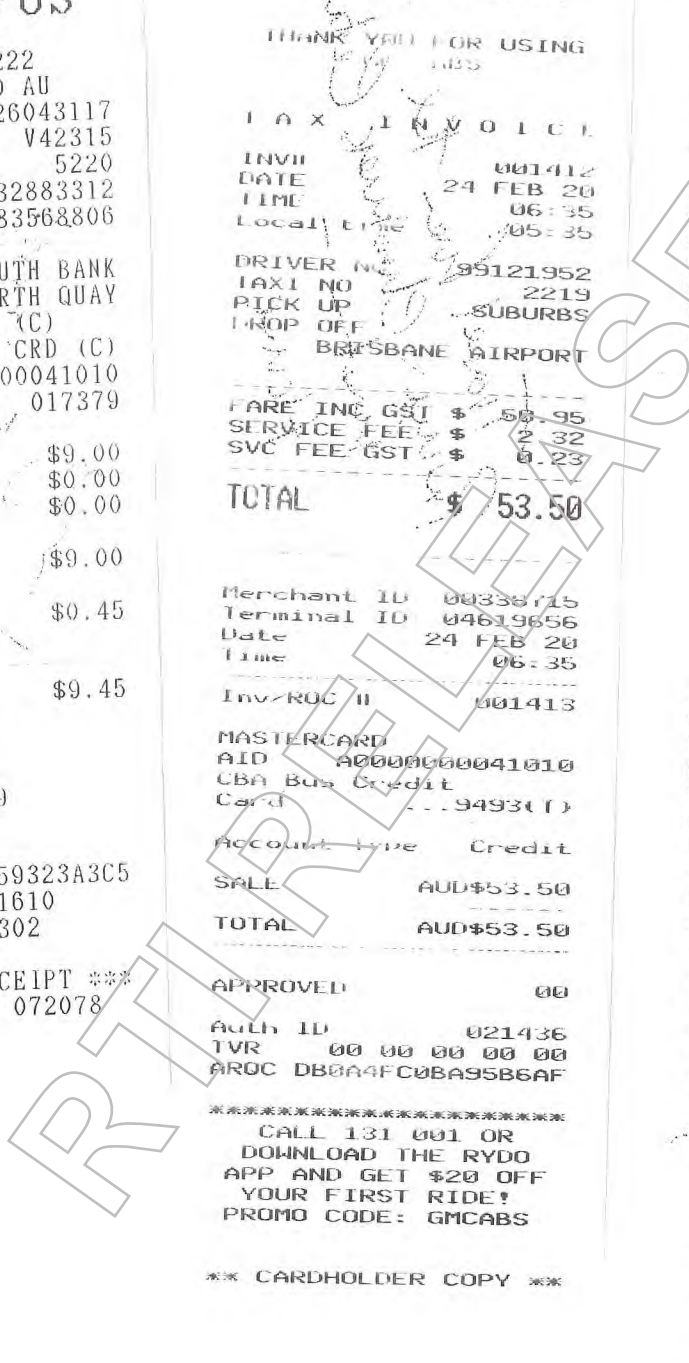 222
AU
26043117
V42315
5220
32883312
83568806
UTH BANK
RTH QUAY
(C)
CRD (C)
00041010
017379
$9.00
$0.00
$0.00
$9.00
$0.45
$9.45
59323A3C5
1610
302
CEIPT ***
072078
THANK YOU FOR USING
TAX INVOICE
INV# 001412
DATE 24 FEB 20
TIME 06:35
Local time 05:35
DRIVER NO 99121952
TAXI NO 2219
PICK UP SUBURBS
DROP OFF
BRISBANE AIRPORT
FARE INC GST $ 50.95
SERVICE FEE $ 2.32
SVC FEE GST $ 0.23
TOTAL $ 53.50
Merchant ID 00338715
Terminal ID 04619656
Date 24 FEB 20
Time 06:35
Inv/ROC # 001413
MASTERCARD
AID A0000000041010
CBA Bus Credit
Card ...9493(T)
Account type Credit
SALE AUD$53.50
TOTAL AUD$53.50
APPROVED 00
Auth ID 021436
TVR 00 00 00 00 00
ARQC DB0A4FC0BA95B6AF
**************************
CALL 131 001 OR
DOWNLOAD THE RYDO
APP AND GET $20 OFF
YOUR FIRST RIDE!
PROMO CODE: GMCABS
** CARDHOLDER COPY **
RTI RELEASE